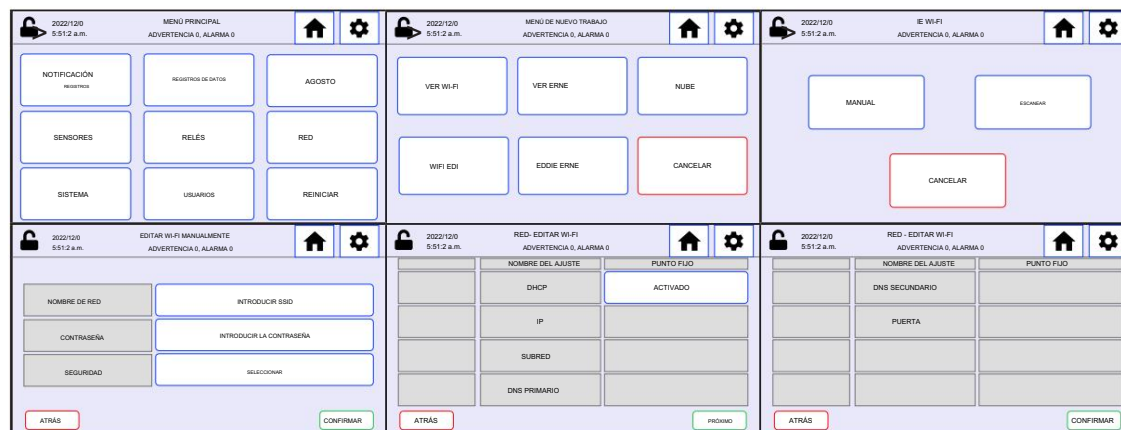 2022/12/0
5:51:2 a.m.
MENÚ PRINCIPAL
ADVERTENCIA 0, ALARMA 0
NOTIFICACIÓN
REGISTROS
REGISTROS DE DATOS
AGOSTO
SENSORES
RELÉS
RED
SISTEMA
USUARIOS
REINICIAR
2022/12/0
5:51:2 a.m.
MENÚ DE NUEVO TRABAJO
ADVERTENCIA 0, ALARMA 0
VER WI-FI
VER ERNE
NUBE
WIFI EDI
EDDIE ERNE
CANCELAR
2022/12/0
5:51:2 a.m.
IE WI-FI
ADVERTENCIA 0, ALARMA 0
MANUAL
ESCANEAR
CANCELAR
2022/12/0
5:51:2 a.m.
EDITAR WI-FI MANUALMENTE
ADVERTENCIA 0, ALARMA 0
NOMBRE DE RED
INTRODUCIR SSID
CONTRASEÑA
INTRODUCIR LA CONTRASEÑA
SEGURIDAD
SELECCIONAR
ATRÁS
CONFIRMAR
2022/12/0
5:51:2 a.m.
RED- EDITAR WI-FI
ADVERTENCIA 0, ALARMA 0
NOMBRE DEL AJUSTE
PUNTO FIJO
DHCP
ACTIVADO
IP
SUBRED
DNS PRIMARIO
ATRÁS
PRÓXIMO
2022/12/0
5:51:2 a.m.
RED - EDITAR WI-FI
ADVERTENCIA 0, ALARMA 0
NOMBRE DEL AJUSTE
PUNTO FIJO
DNS SECUNDARIO
PUERTA
ATRÁS
CONFIRMAR